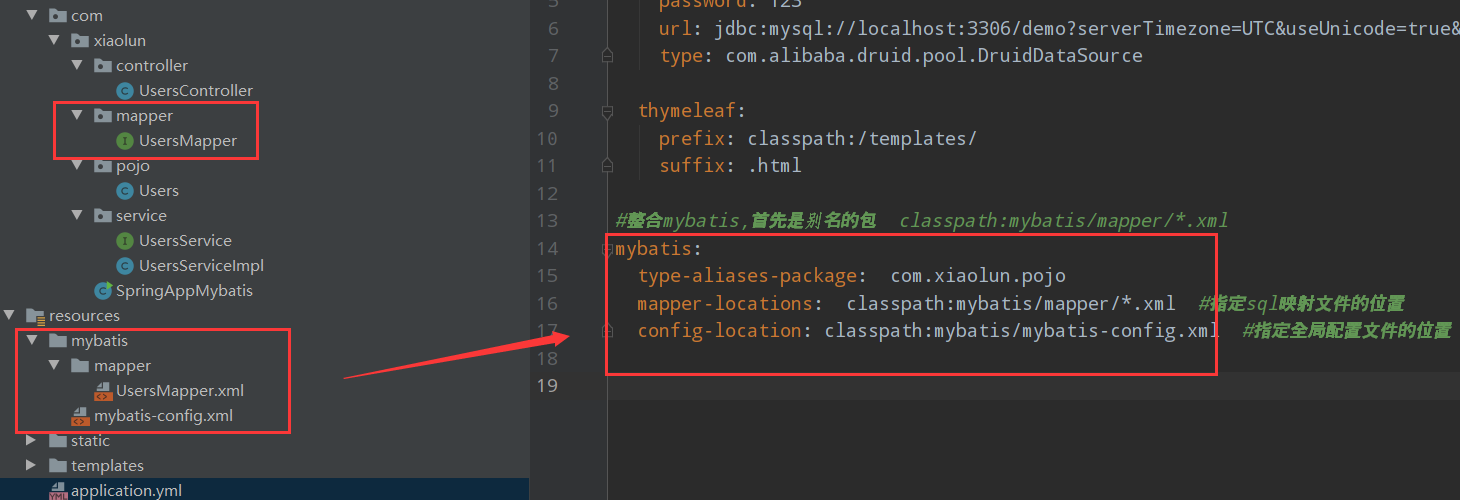 com
xiaolun
controller
UsersController
mapper
UsersMapper
pojo
Users
service
UsersService
UsersServiceImpl
SpringAppMybatis
resources
mybatis
mapper
UsersMapper.xml
mybatis-config.xml
static
templates
application.yml
5 password: 123
6 url: jdbc:mysql://localhost:3306/demo?serverTimezone=UTC&useUnicode=true&
7 type: com.alibaba.druid.pool.DruidDataSource
8
9 thymeleaf:
10 prefix: classpath:/templates/
11 suffix: .html
12
13 #整合mybatis,首先是别名的包  classpath:mybatis/mapper/*.xml
14 mybatis:
15 type-aliases-package:  com.xiaolun.pojo
16 mapper-locations:  classpath:mybatis/mapper/*.xml  #指定sql映射文件的位置
17 config-location: classpath:mybatis/mybatis-config.xml  #指定全局配置文件的位置
18
19